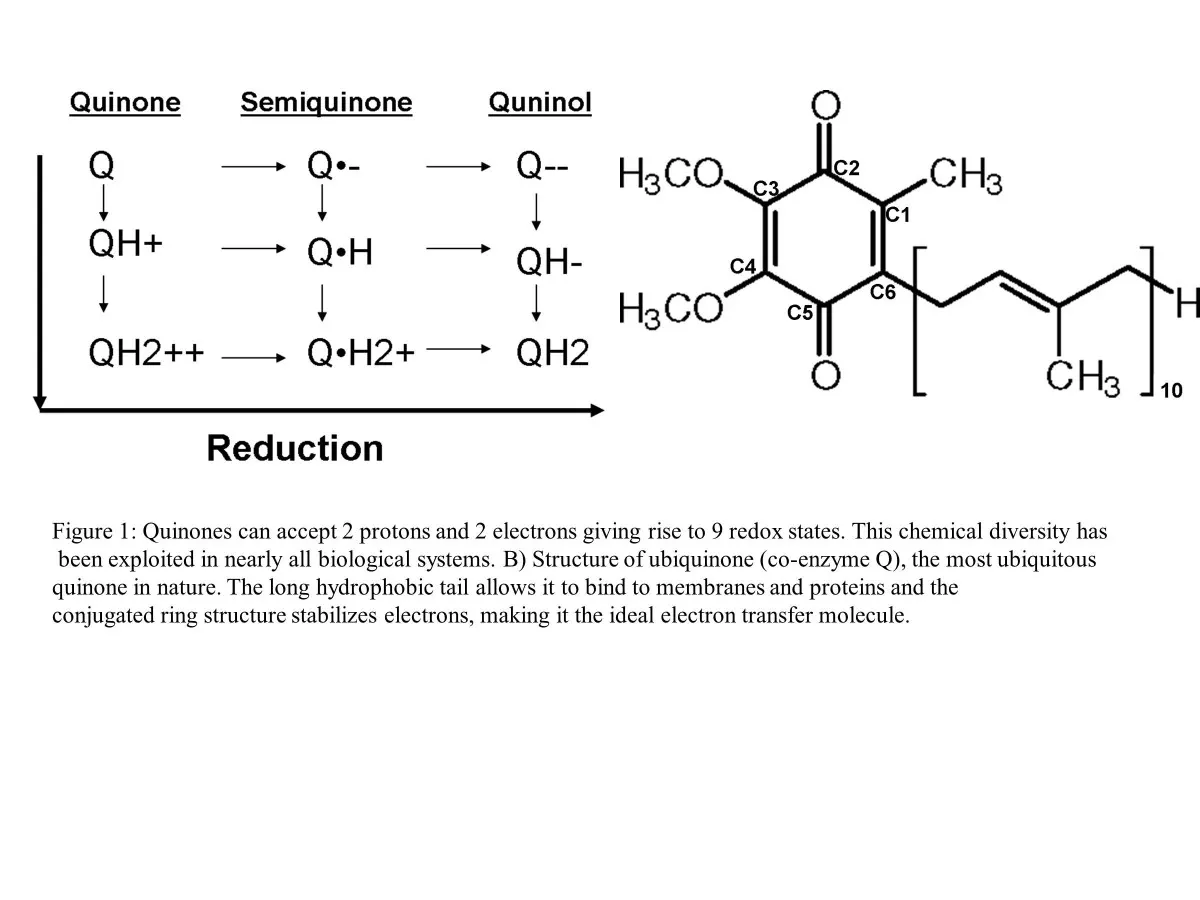 Quinone Semiquinone Quninol
Q Q•- Q--
QH+ Q•H QH-
QH2++ Q•H2+ QH2
Reduction
O
H3CO C3 C2 CH3
C1
C4 C6
H3CO C5 H
O CH3 10
Figure 1: Quinones can accept 2 protons and 2 electrons giving rise to 9 redox states. This chemical diversity has
been exploited in nearly all biological systems. B) Structure of ubiquinone (co-enzyme Q), the most ubiquitous
quinone in nature. The long hydrophobic tail allows it to bind to membranes and proteins and the
conjugated ring structure stabilizes electrons, making it the ideal electron transfer molecule.